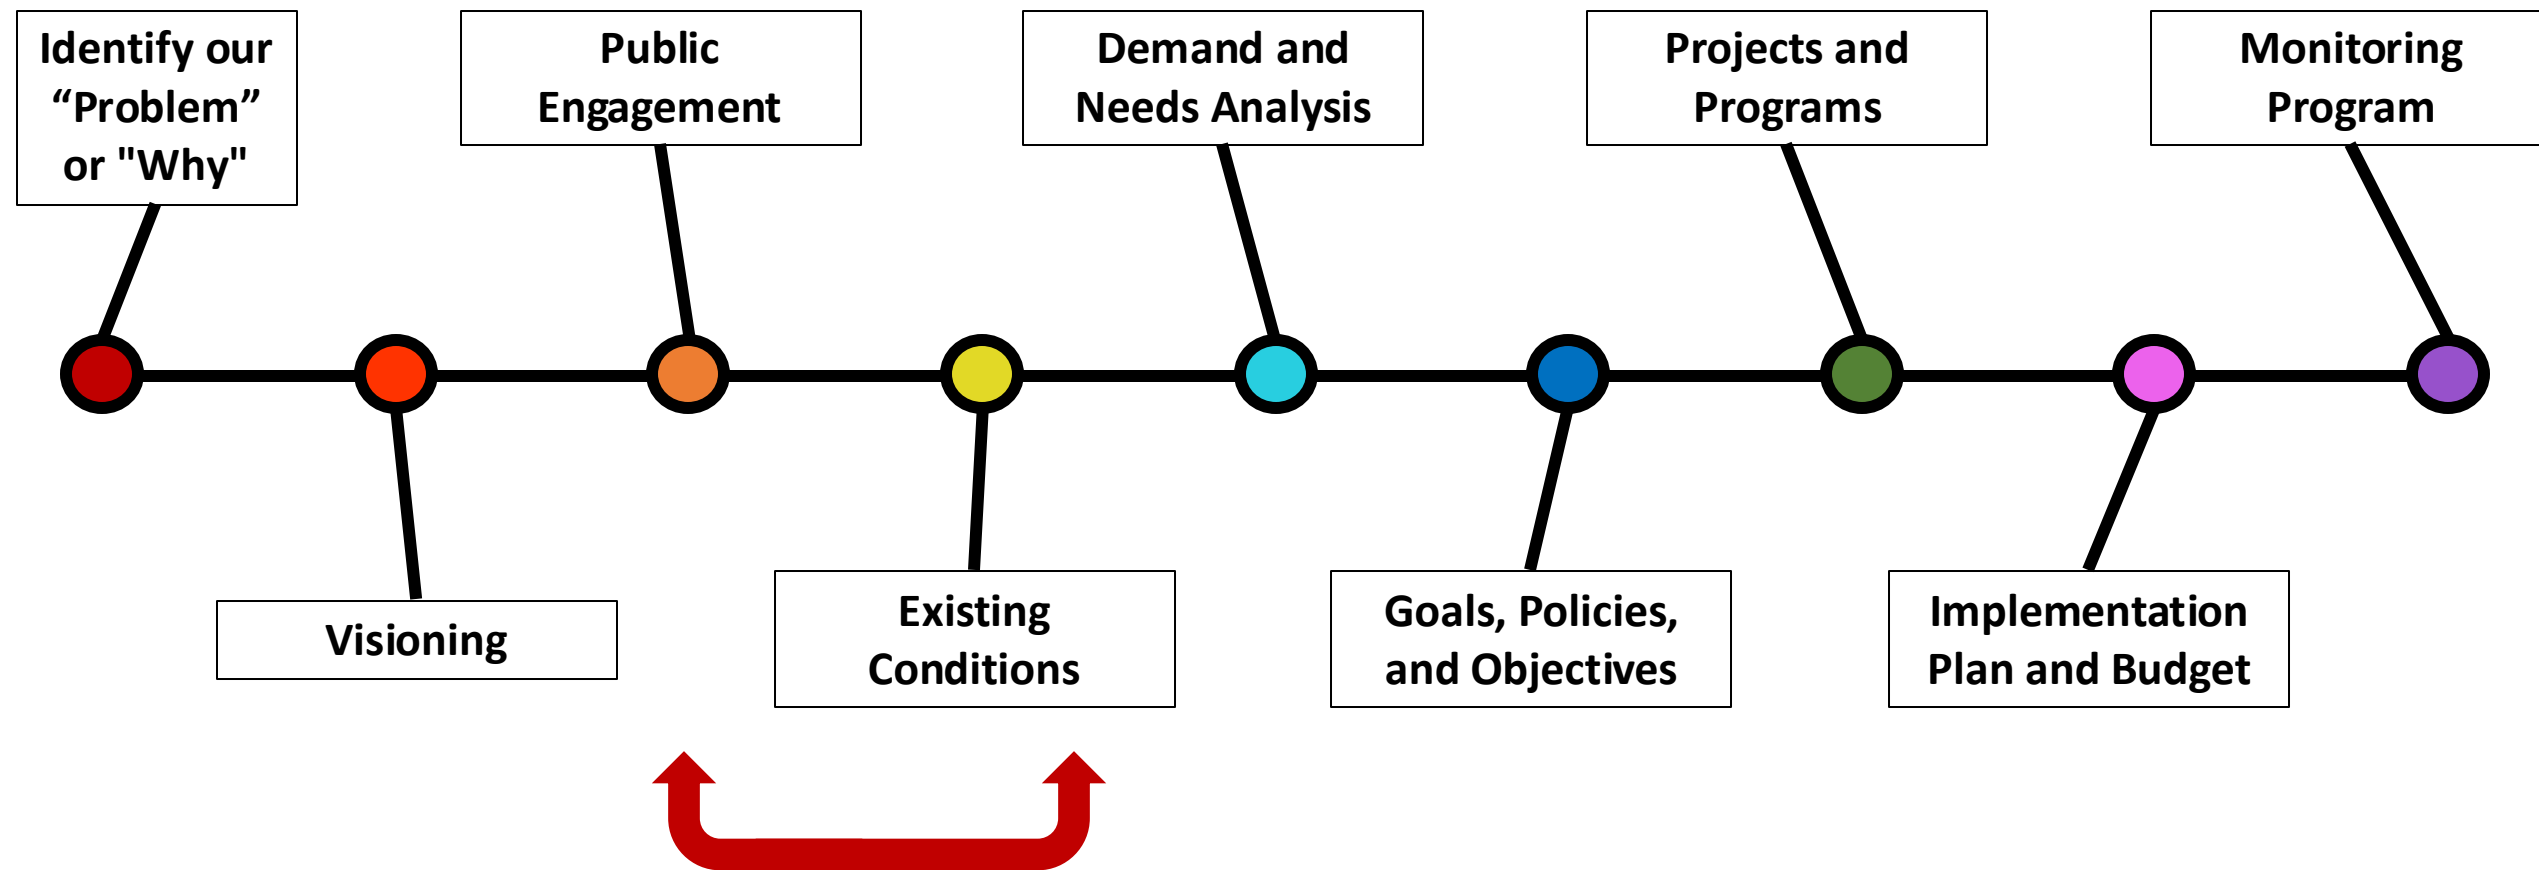 Identify our
“Problem”
or "Why"
Public
Engagement
Demand and
Needs Analysis
Projects and
Programs
Monitoring
Program
Visioning
Existing
Conditions
Goals, Policies,
and Objectives
Implementation
Plan and Budget